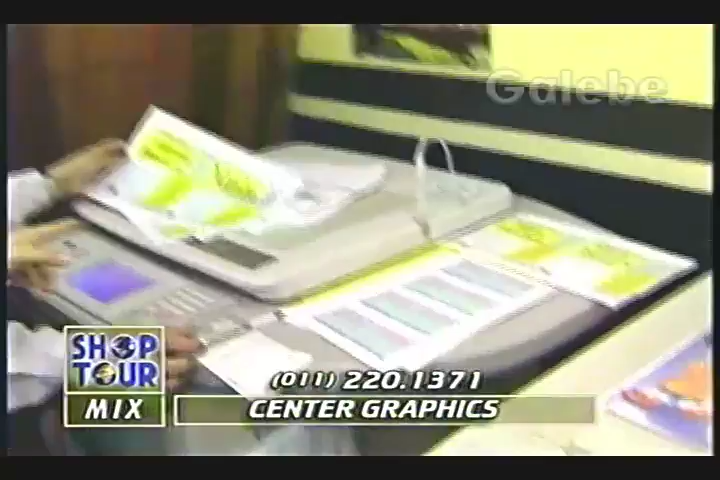 Galebe
SHOP
TOUR
MIX
(011) 220.1371
CENTER GRAPHICS